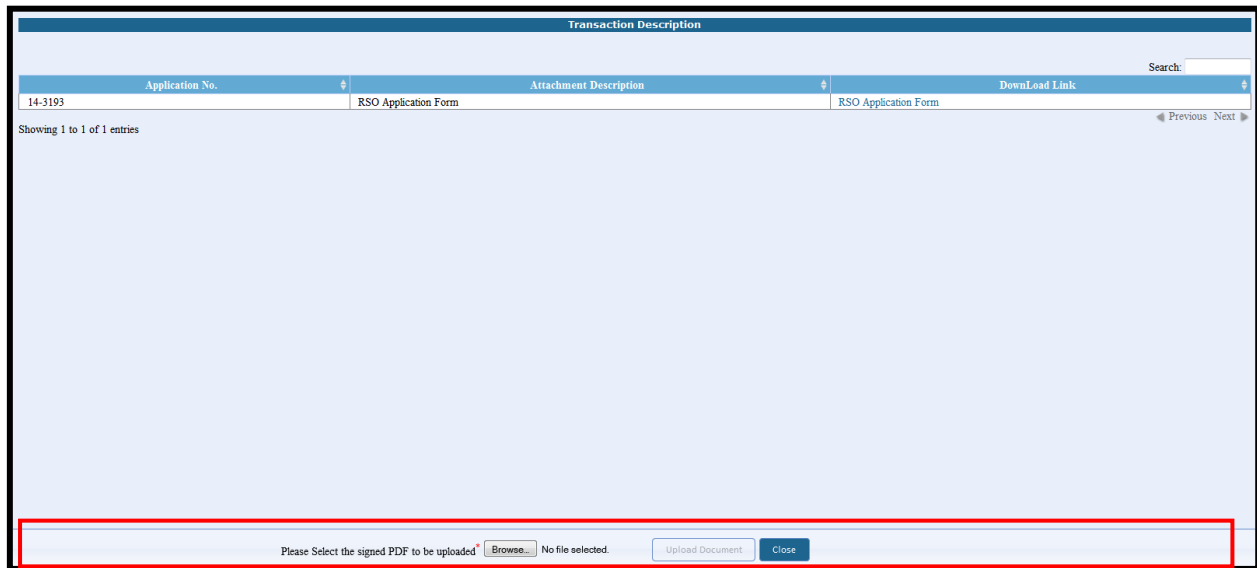 Transaction Description
Search:
Application No. Attachment Description DownLoad Link
14-3193 RSO Application Form RSO Application Form
Previous Next
Showing 1 to 1 of 1 entries
Please Select the signed PDF to be uploaded* Browse... No file selected. Upload Document Close